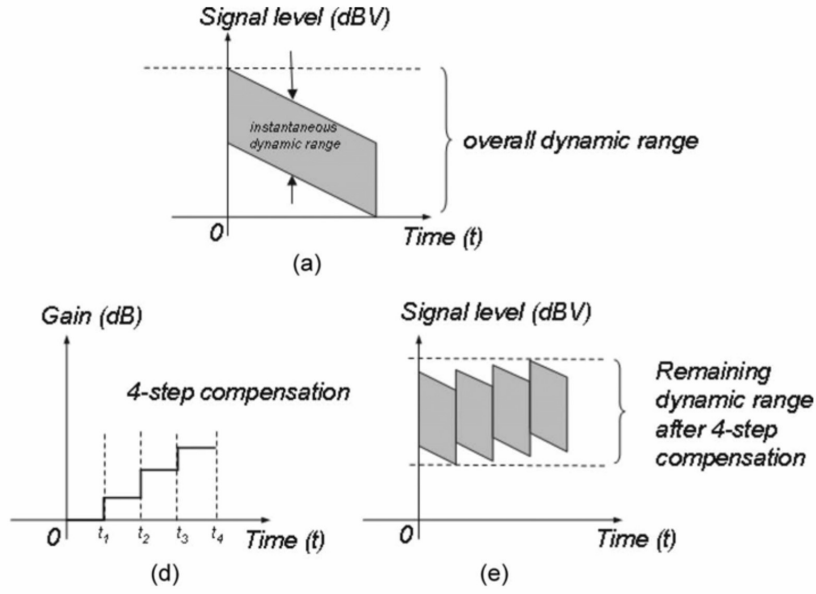 Signal level (dBV)
instantaneous
dynamic range
overall dynamic range
0
Time (t)
(a)
Gain (dB)
4-step compensation
0
t1 t2 t3 t4
Time (t)
(d)
Signal level (dBV)
Remaining
dynamic range
after 4-step
compensation
0
Time (t)
(e)